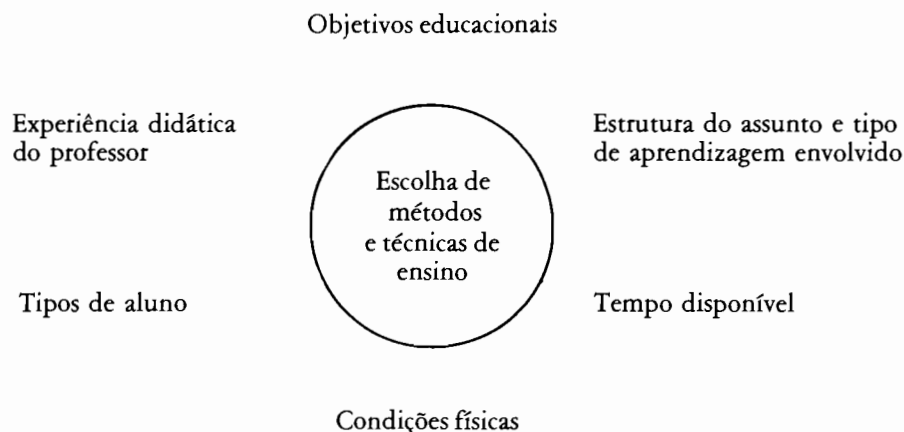 Objetivos educacionais
Experiência didática
do professor
Estrutura do assunto e tipo
de aprendizagem envolvido
Escolha de
métodos
e técnicas de
ensino
Tipos de aluno
Tempo disponível
Condições físicas